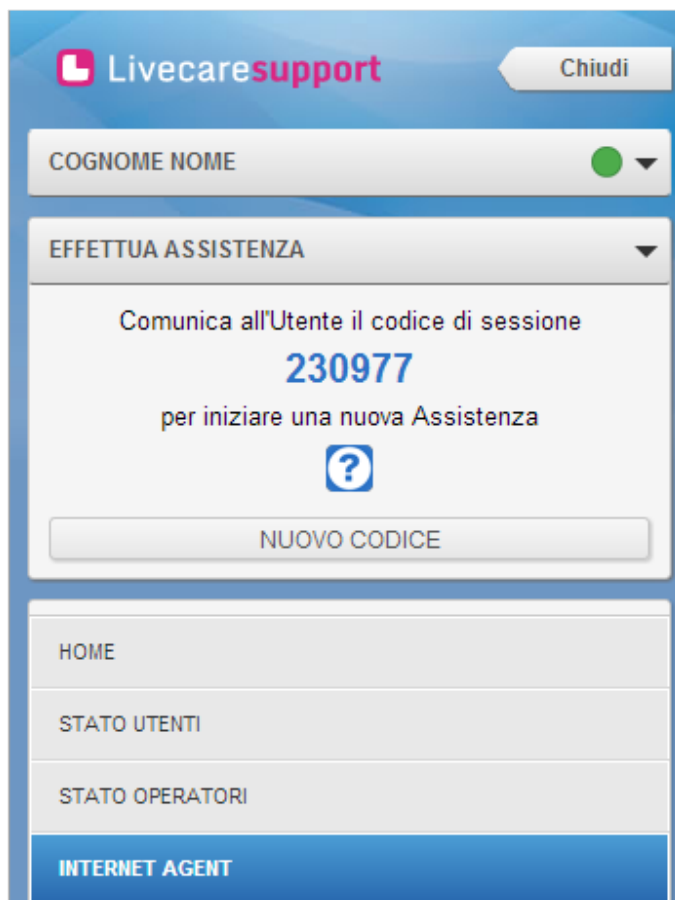 Livecaresupport
Chiudi
COGNOME NOME
EFFETTUA ASSISTENZA
Comunica all'Utente il codice di sessione
230977
per iniziare una nuova Assistenza
?
NUOVO CODICE
HOME
STATO UTENTI
STATO OPERATORI
INTERNET AGENT